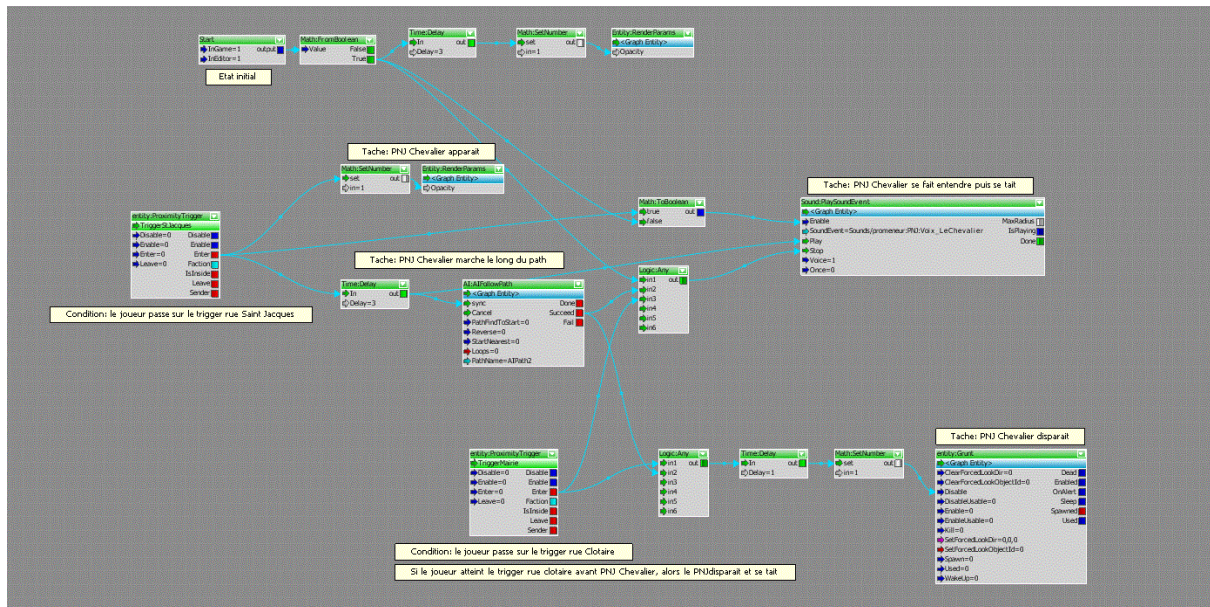 Start
InGame=1 output
InEditor=1
Etat initial
Math:FromBoolean
Value False
True
Time:Delay
In out
Delay=3
Math:SetNumber
set out
in=1
Entity:RenderParams
<Graph Entity>
Opacity
Tache: PNJ Chevalier apparait
Math:SetNumber
set out
in=1
Entity:RenderParams
<Graph Entity>
Opacity
entity:ProximityTrigger
TriggerStJacques
Disable=0 Disable
Enable=0 Enable
Enter=0 Enter
Leave=0 Faction
IsInside
Leave
Sender
Condition: le joueur passe sur le trigger rue Saint Jacques
Tache: PNJ Chevalier marche le long du path
Time:Delay
In out
Delay=3
AI:AIFollowPath
<Graph Entity>
sync Done
Cancel Succeed
PathFindToStart=0 Fail
Reverse=0
StartNearest=0
Loops=0
PathName=AIPath2
Math:ToBoolean
true out
false
Logic:Any
in1 out
in2
in3
in4
in5
in6
Tache: PNJ Chevalier se fait entendre puis se tait
Sound:PlaySoundEvent
<Graph Entity>
Enable MaxRadius
SoundEvent=Sounds/promeneur:PNJ:Voix_LeChevalier IsPlaying
Play Done
Stop
Voice=1
Once=0
entity:ProximityTrigger
TriggerMairie
Disable=0 Disable
Enable=0 Enable
Enter=0 Enter
Leave=0 Faction
IsInside
Leave
Sender
Condition: le joueur passe sur le trigger rue Clotaire
Si le joueur atteint le trigger rue clotaire avant PNJ Chevalier, alors le PNJdisparait et se tait
Logic:Any
in1 out
in2
in3
in4
in5
in6
Time:Delay
In out
Delay=1
Math:SetNumber
set out
in=1
Tache: PNJ Chevalier disparait
entity:Grunt
<Graph Entity>
ClearForcedLookDir=0 Dead
ClearForcedLookObjectId=0 Enabled
Disable OnAlert
DisableUsable=0 Sleep
Enable=0 Spawned
EnableUsable=0 Used
Kill=0
SetForcedLookDir=0,0,0
SetForcedLookObjectId=0
Spawn=0
Used=0
WakeUp=0